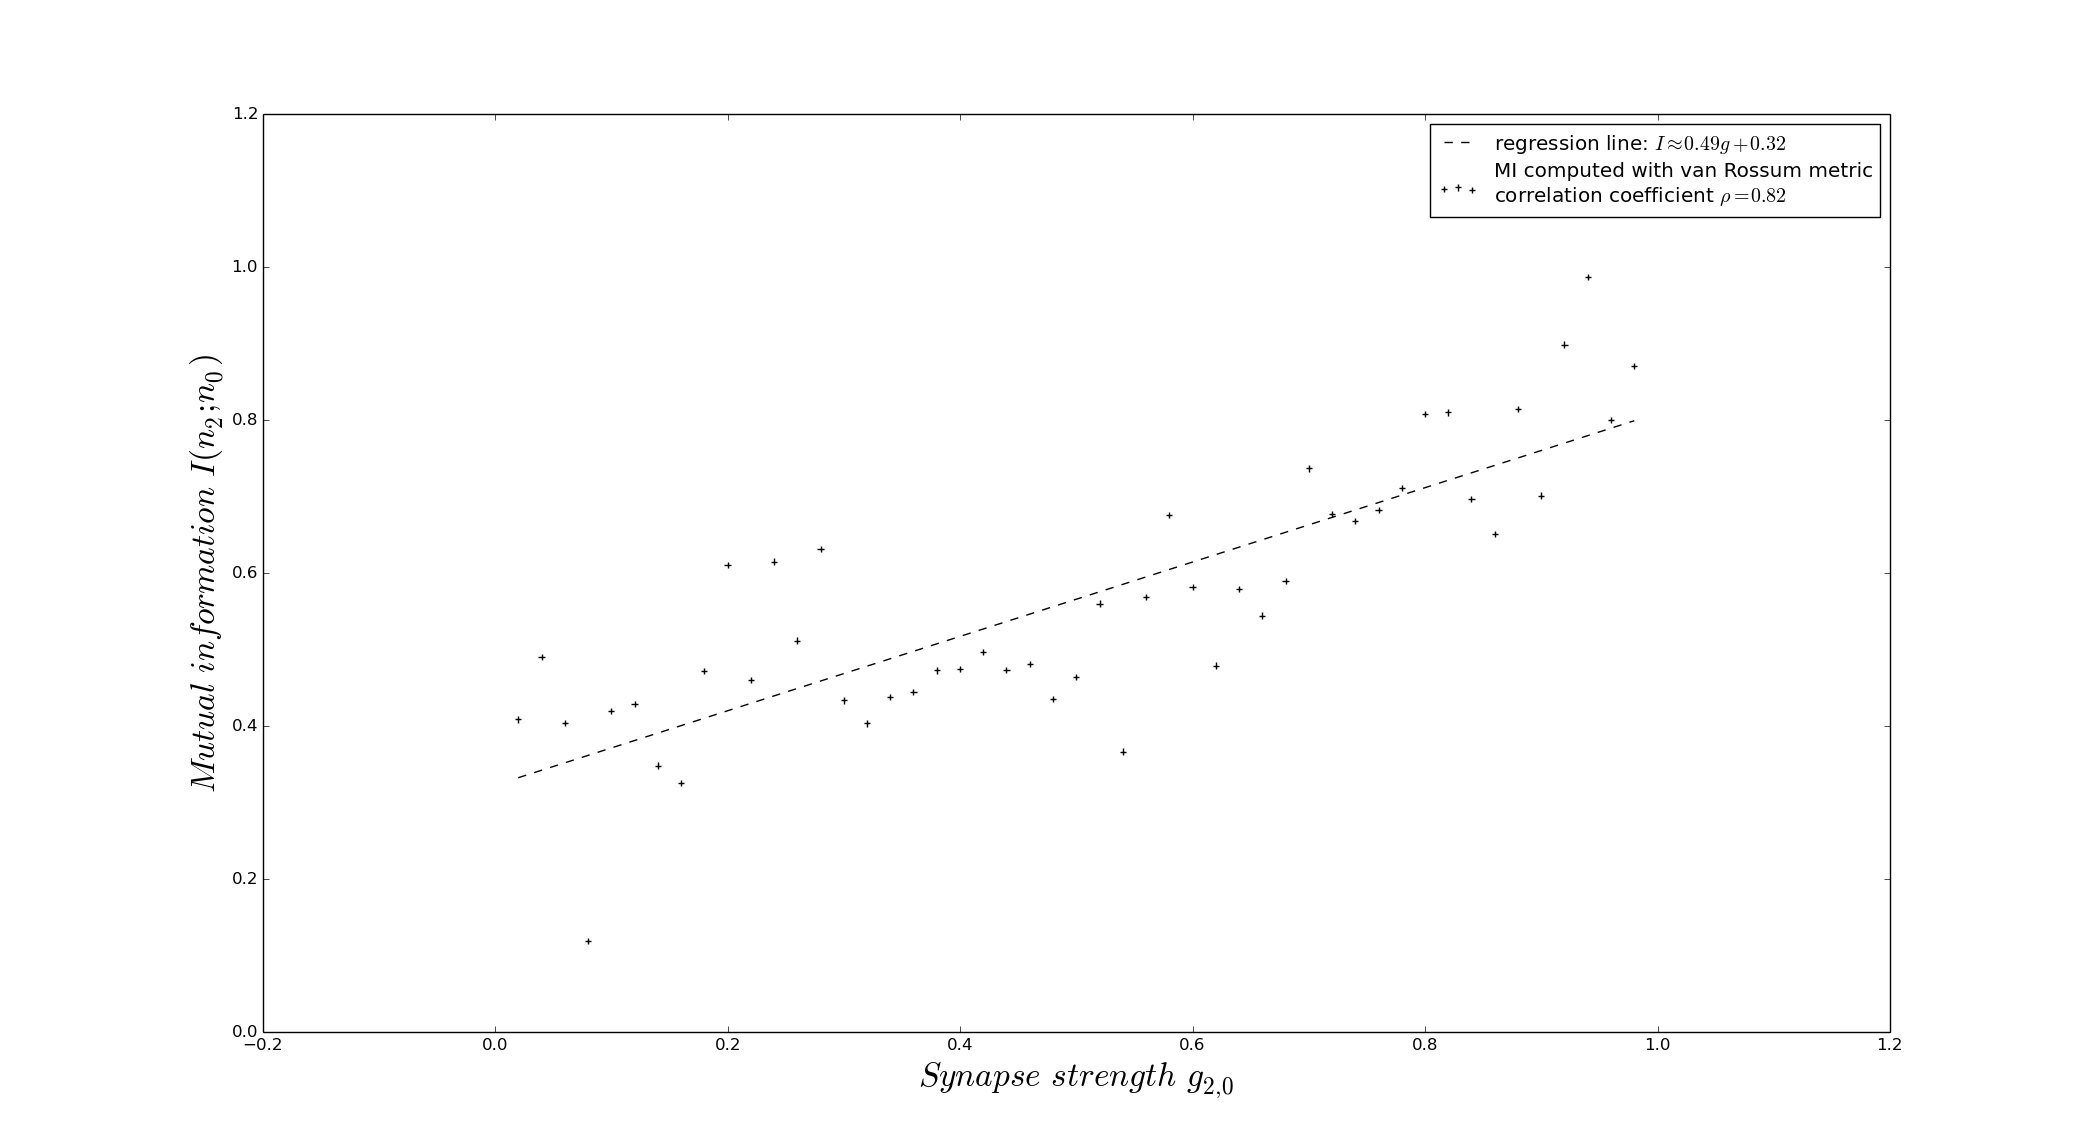 regression line: I≈0.49g+0.32
MI computed with van Rossum metric
correlation coefficient ρ=0.82
1.2
1.0
0.8
0.6
0.4
0.2
0.0
Mutual information I(n₂;n₀)
−0.2 0.0 0.2 0.4 0.6 0.8 1.0 1.2
Synapse strength g₂,₀